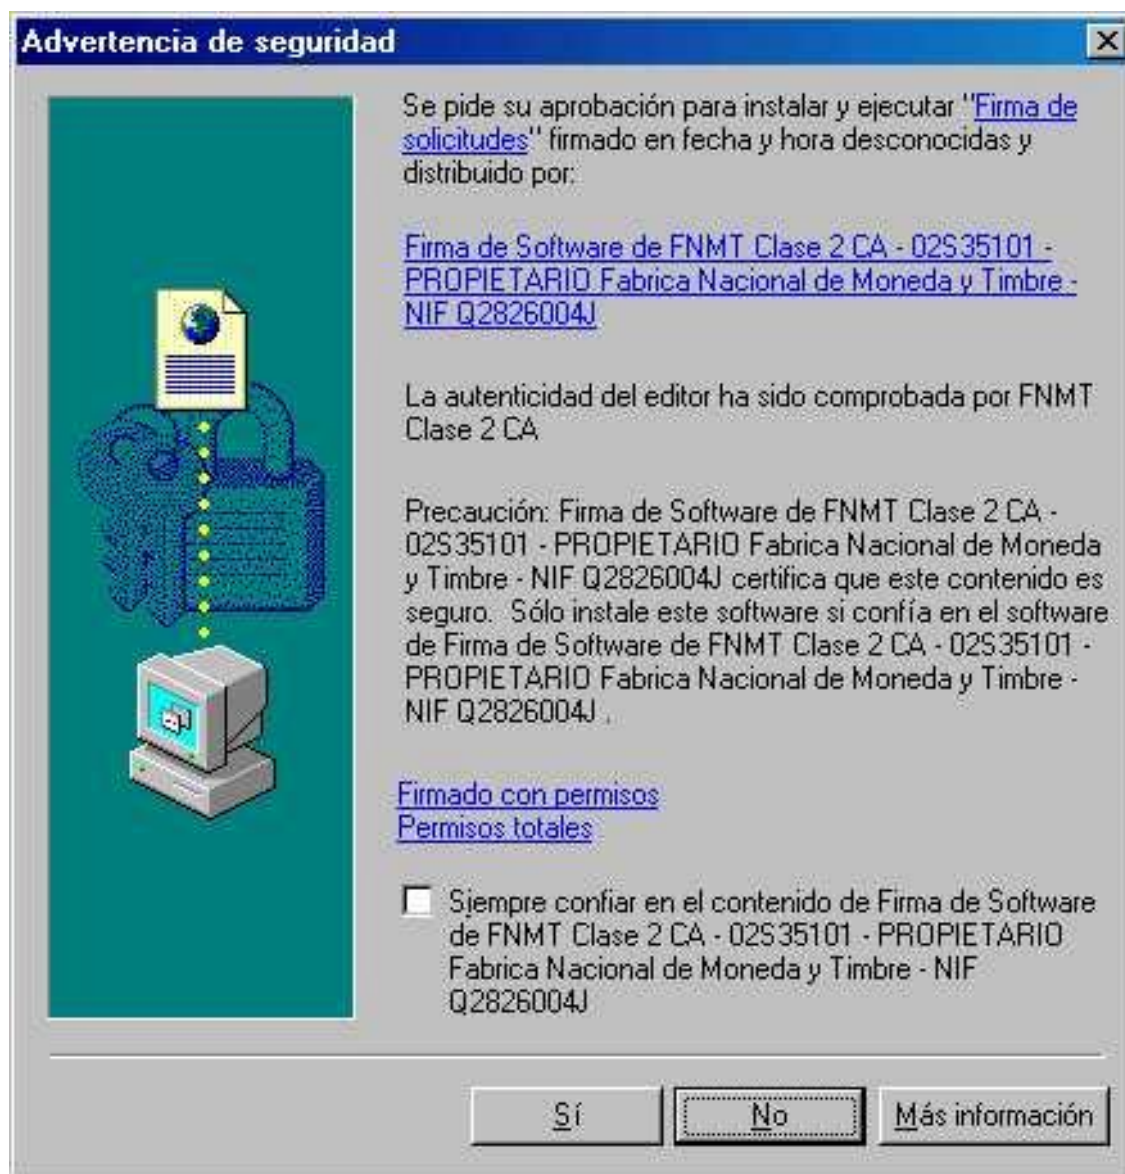 Advertencia de seguridad
Se pide su aprobación para instalar y ejecutar "Firma de
solicitudes" firmado en fecha y hora desconocidas y
distribuido por:
Firma de Software de FNMT Clase 2 CA - 02S35101 -
PROPIETARIO Fabrica Nacional de Moneda y Timbre -
NIF Q2826004J
La autenticidad del editor ha sido comprobada por FNMT
Clase 2 CA
Precaución: Firma de Software de FNMT Clase 2 CA -
02S35101 - PROPIETARIO Fabrica Nacional de Moneda
y Timbre - NIF Q2826004J certifica que este contenido es
seguro. Sólo instale este software si confía en el software
de Firma de Software de FNMT Clase 2 CA - 02S35101 -
PROPIETARIO Fabrica Nacional de Moneda y Timbre -
NIF Q2826004J .
Firmado con permisos
Permisos totales
Siempre confiar en el contenido de Firma de Software
de FNMT Clase 2 CA - 02S35101 - PROPIETARIO
Fabrica Nacional de Moneda y Timbre - NIF
Q2826004J
Sí No Más información